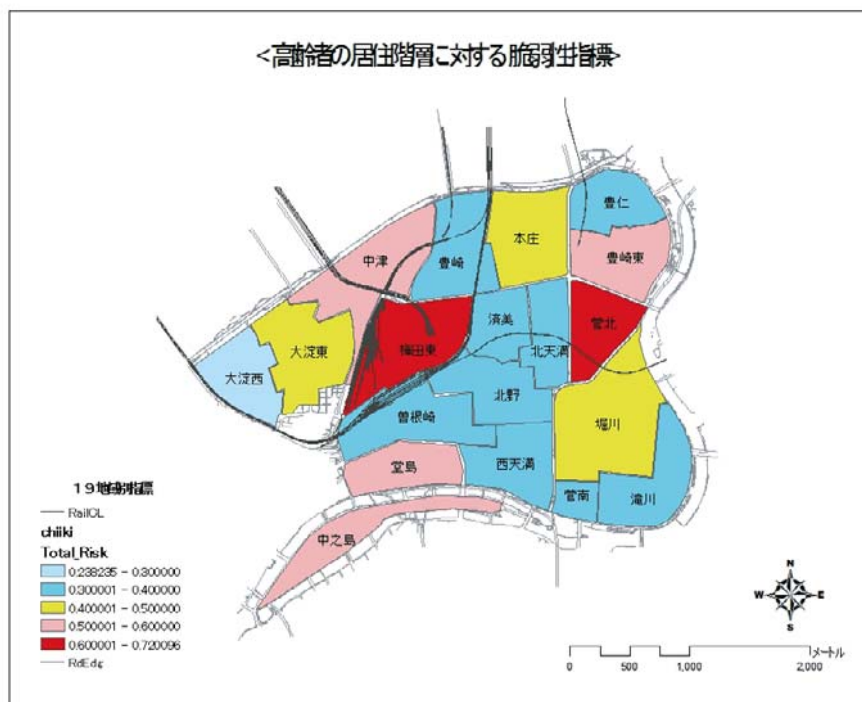 <高齢者の居住階層に対する脆弱性指標>
豊仁
本庄
豊崎
豊崎東
中津
済美
菅北
梅田東
北天満
大淀東
大淀西
北野
曽根崎
堀川
西天満
堂島
菅南
滝川
中之島
19地域別指標
RailCL
chiiki
Total_Risk
0.238235 - 0.300000
0.300001 - 0.400000
0.400001 - 0.500000
0.500001 - 0.600000
0.600001 - 0.720096
RdEdg
N
W E
S
メートル
0 500 1,000 2,000